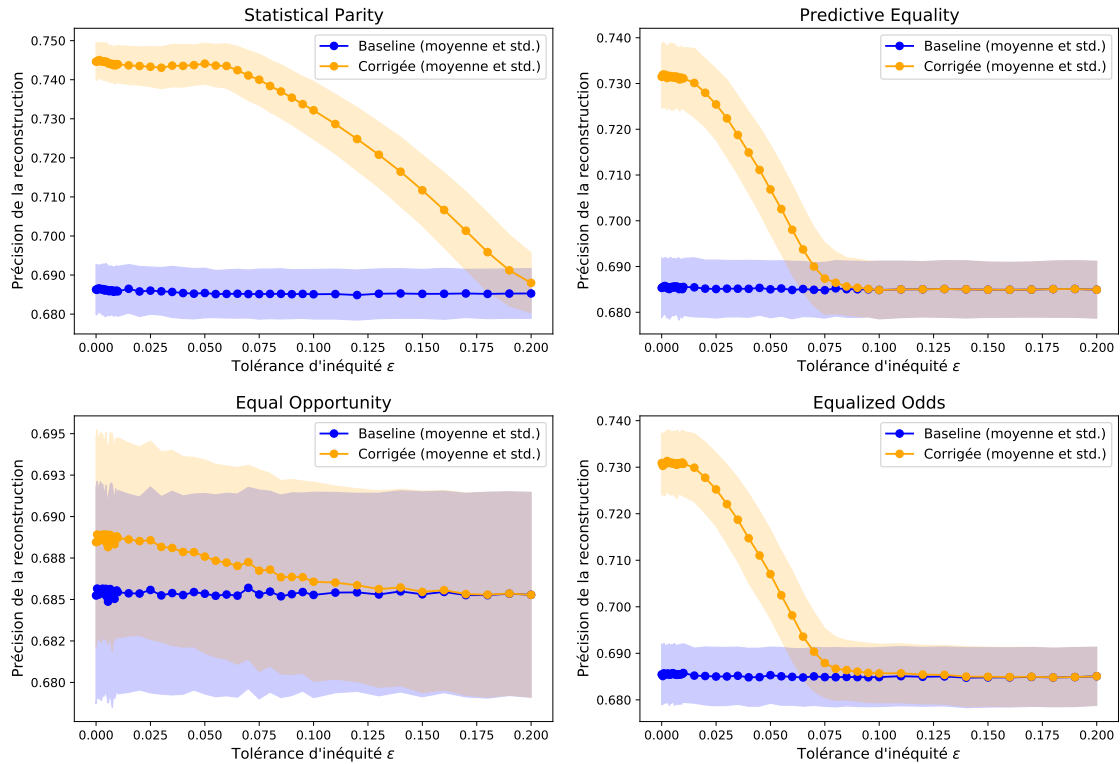 Statistical Parity
Précision de la reconstruction
0.750
0.740
0.730
0.720
0.710
0.700
0.690
0.680
Baseline (moyenne et std.)
Corrigée (moyenne et std.)
0.000 0.025 0.050 0.075 0.100 0.125 0.150 0.175 0.200
Tolérance d'inéquité ε
Predictive Equality
Précision de la reconstruction
0.740
0.730
0.720
0.710
0.700
0.690
0.680
Baseline (moyenne et std.)
Corrigée (moyenne et std.)
0.000 0.025 0.050 0.075 0.100 0.125 0.150 0.175 0.200
Tolérance d'inéquité ε
Equal Opportunity
Précision de la reconstruction
0.695
0.693
0.690
0.688
0.685
0.682
0.680
Baseline (moyenne et std.)
Corrigée (moyenne et std.)
0.000 0.025 0.050 0.075 0.100 0.125 0.150 0.175 0.200
Tolérance d'inéquité ε
Equalized Odds
Précision de la reconstruction
0.740
0.730
0.720
0.710
0.700
0.690
0.680
Baseline (moyenne et std.)
Corrigée (moyenne et std.)
0.000 0.025 0.050 0.075 0.100 0.125 0.150 0.175 0.200
Tolérance d'inéquité ε